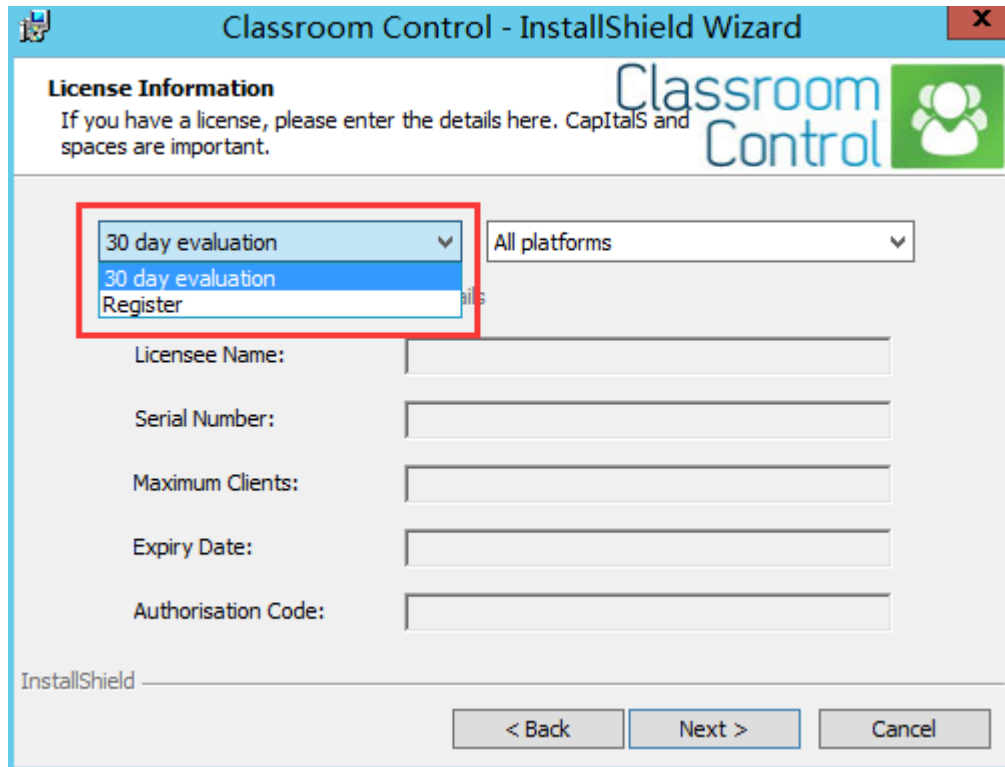 Classroom Control - InstallShield Wizard
x
License Information
If you have a license, please enter the details here. CapItalS and
spaces are important.
Classroom
Control
30 day evaluation
All platforms
30 day evaluation
Register
ails
Licensee Name:
Serial Number:
Maximum Clients:
Expiry Date:
Authorisation Code:
InstallShield
< Back
Next >
Cancel